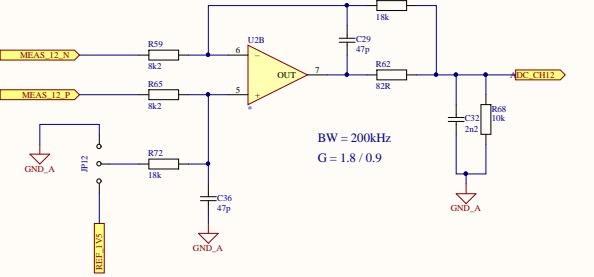 18k
C29
47p
U2B
R59
MEAS_12_N
6
8k2
−
OUT
7
R62
82R
ADC_CH12
R65
MEAS_12_P
5
+
8k2
C32
2n2
R68
10k
BW = 200kHz
G = 1.8 / 0.9
GND_A
JP12
R72
18k
C36
47p
GND_A
GND_A
REF_1V5